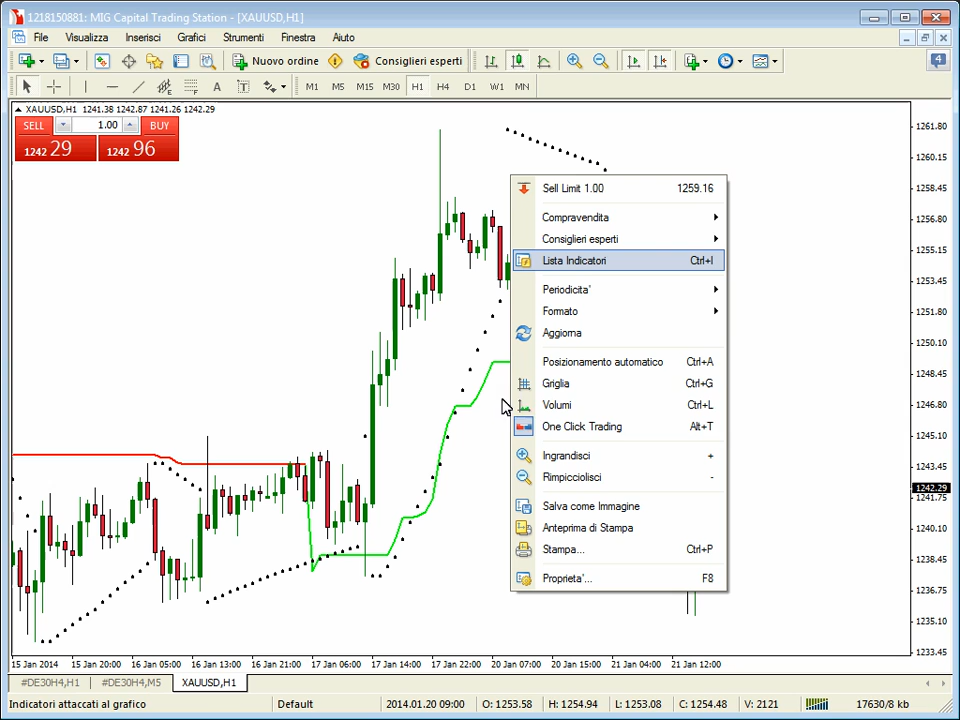 1218150881: MIG Capital Trading Station - [XAUUSD,H1]
File Visualizza Inserisci Grafici Strumenti Finestra Aiuto
Nuovo ordine Consiglieri esperti 4
A T M1 M5 M15 M30 H1 H4 D1 W1 MN
XAUUSD,H1 1241.38 1242.87 1241.26 1242.29
SELL 1.00 BUY
1242 29 1242 96
Sell Limit 1.00 1259.16
Compravendita
Consiglieri esperti
Lista Indicatori Ctrl+I
Periodicita'
Formato
Aggiorna
Posizionamento automatico Ctrl+A
Griglia Ctrl+G
Volumi Ctrl+L
One Click Trading Alt+T
Ingrandisci +
Rimpicciolisci -
Salva come Immagine
Anteprima di Stampa
Stampa... Ctrl+P
Proprieta'... F8
1261.80
1260.15
1258.45
1256.80
1255.15
1253.45
1251.80
1250.10
1248.45
1246.80
1245.10
1243.45
1242.29
1241.75
1240.10
1238.45
1236.75
1235.10
1233.45
15 Jan 2014 15 Jan 20:00 16 Jan 05:00 16 Jan 13:00 16 Jan 21:00 17 Jan 06:00 17 Jan 14:00 17 Jan 22:00 20 Jan 07:00 20 Jan 15:00 21 Jan 04:00 21 Jan 12:00
#DE30H4,H1 #DE30H4,M5 XAUUSD,H1
Indicatori attaccati al grafico Default 2014.01.20 09:00 O: 1253.58 H: 1254.94 L: 1253.08 C: 1254.48 V: 2121 17630/8 kb